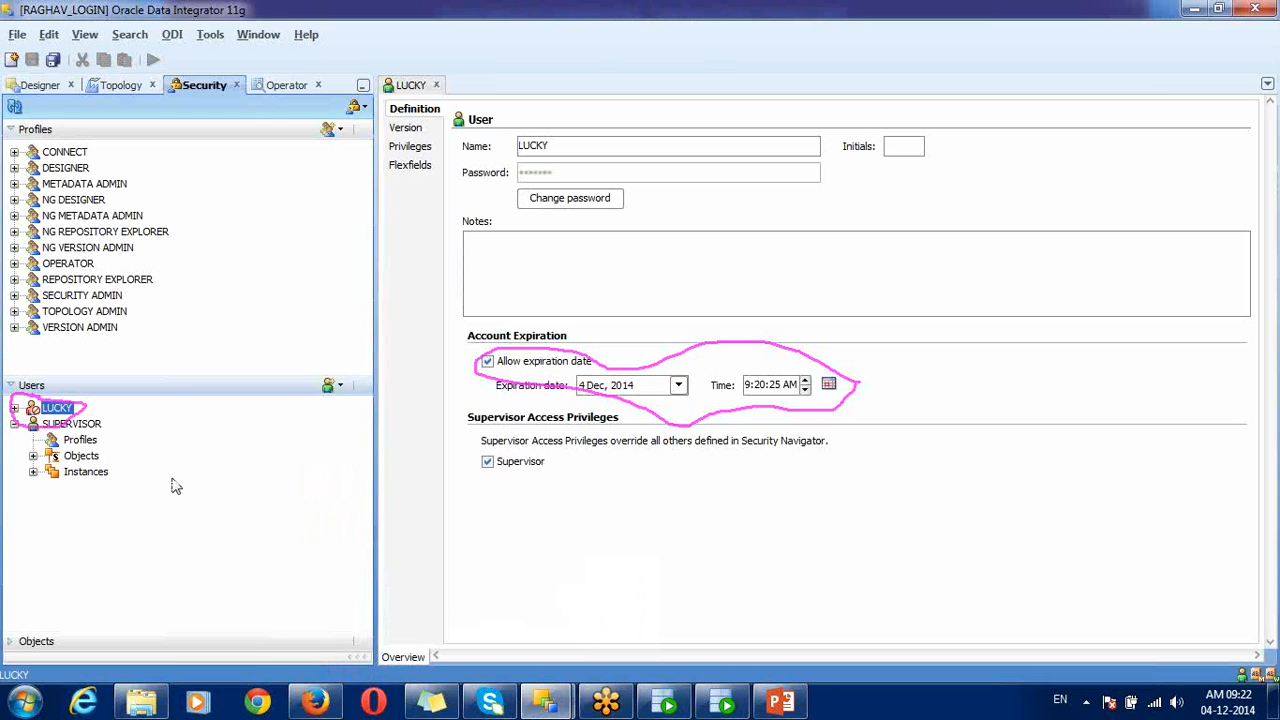 [RAGHAV_LOGIN] Oracle Data Integrator 11g
File Edit View Search ODI Tools Window Help
Designer Topology Security Operator
Profiles
CONNECT
DESIGNER
METADATA ADMIN
NG DESIGNER
NG METADATA ADMIN
NG REPOSITORY EXPLORER
NG VERSION ADMIN
OPERATOR
REPOSITORY EXPLORER
SECURITY ADMIN
TOPOLOGY ADMIN
VERSION ADMIN
Users
LUCKY
SUPERVISOR
Profiles
Objects
Instances
Objects
LUCKY
LUCKY
Definition
Version
Privileges
Flexfields
User
Name: LUCKY Initials:
Password: *******
Change password
Notes:
Account Expiration
Allow expiration date
Expiration date: 4 Dec, 2014 Time: 9:20:25 AM
Supervisor Access Privileges
Supervisor Access Privileges override all others defined in Security Navigator.
Supervisor
Overview
EN AM 09:22
04-12-2014